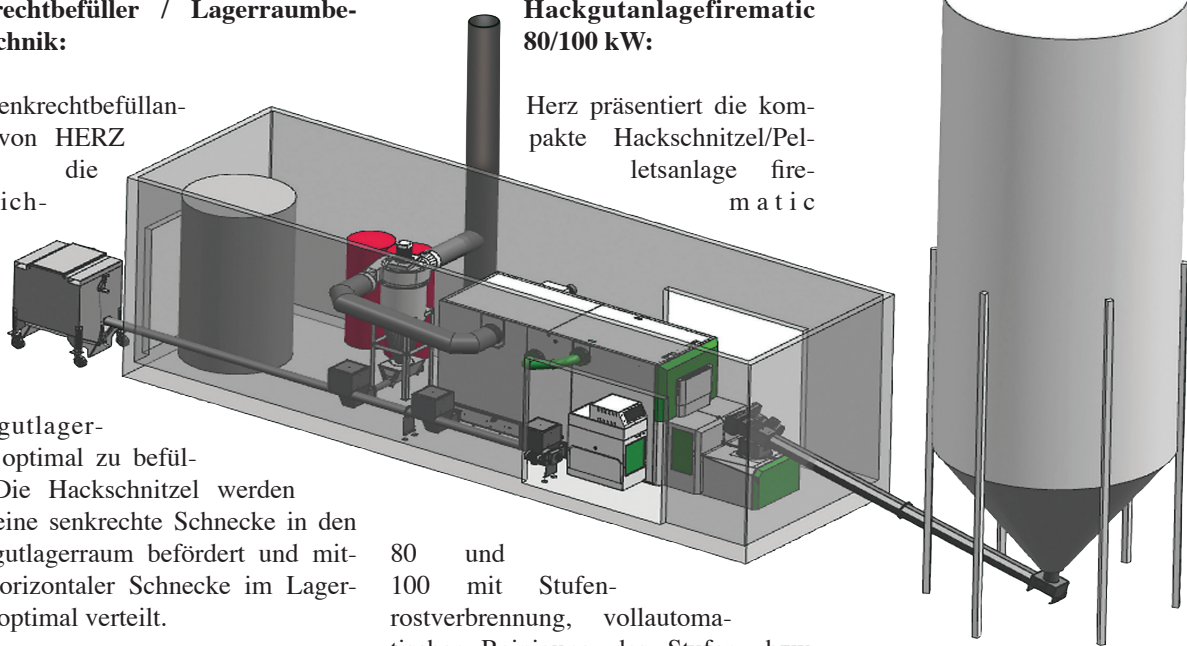 rechtbefüller / Lagerraumbe-
chnik:
enkrechtbefüllan-
von HERZ
die
ich-
gutlager-
optimal zu befül-
Die Hackschnitzel werden
eine senkrechte Schnecke in den
gutlagerraum befördert und mit-
orizontaler Schnecke im Lager-
optimal verteilt.
Hackgutanlagefirematic
80/100 kW:
Herz präsentiert die kom-
pakte Hackschnitzel/Pel-
letsanlage fire-
matic
80 und
100 mit Stufen-
rostverbrennung, vollautoma-